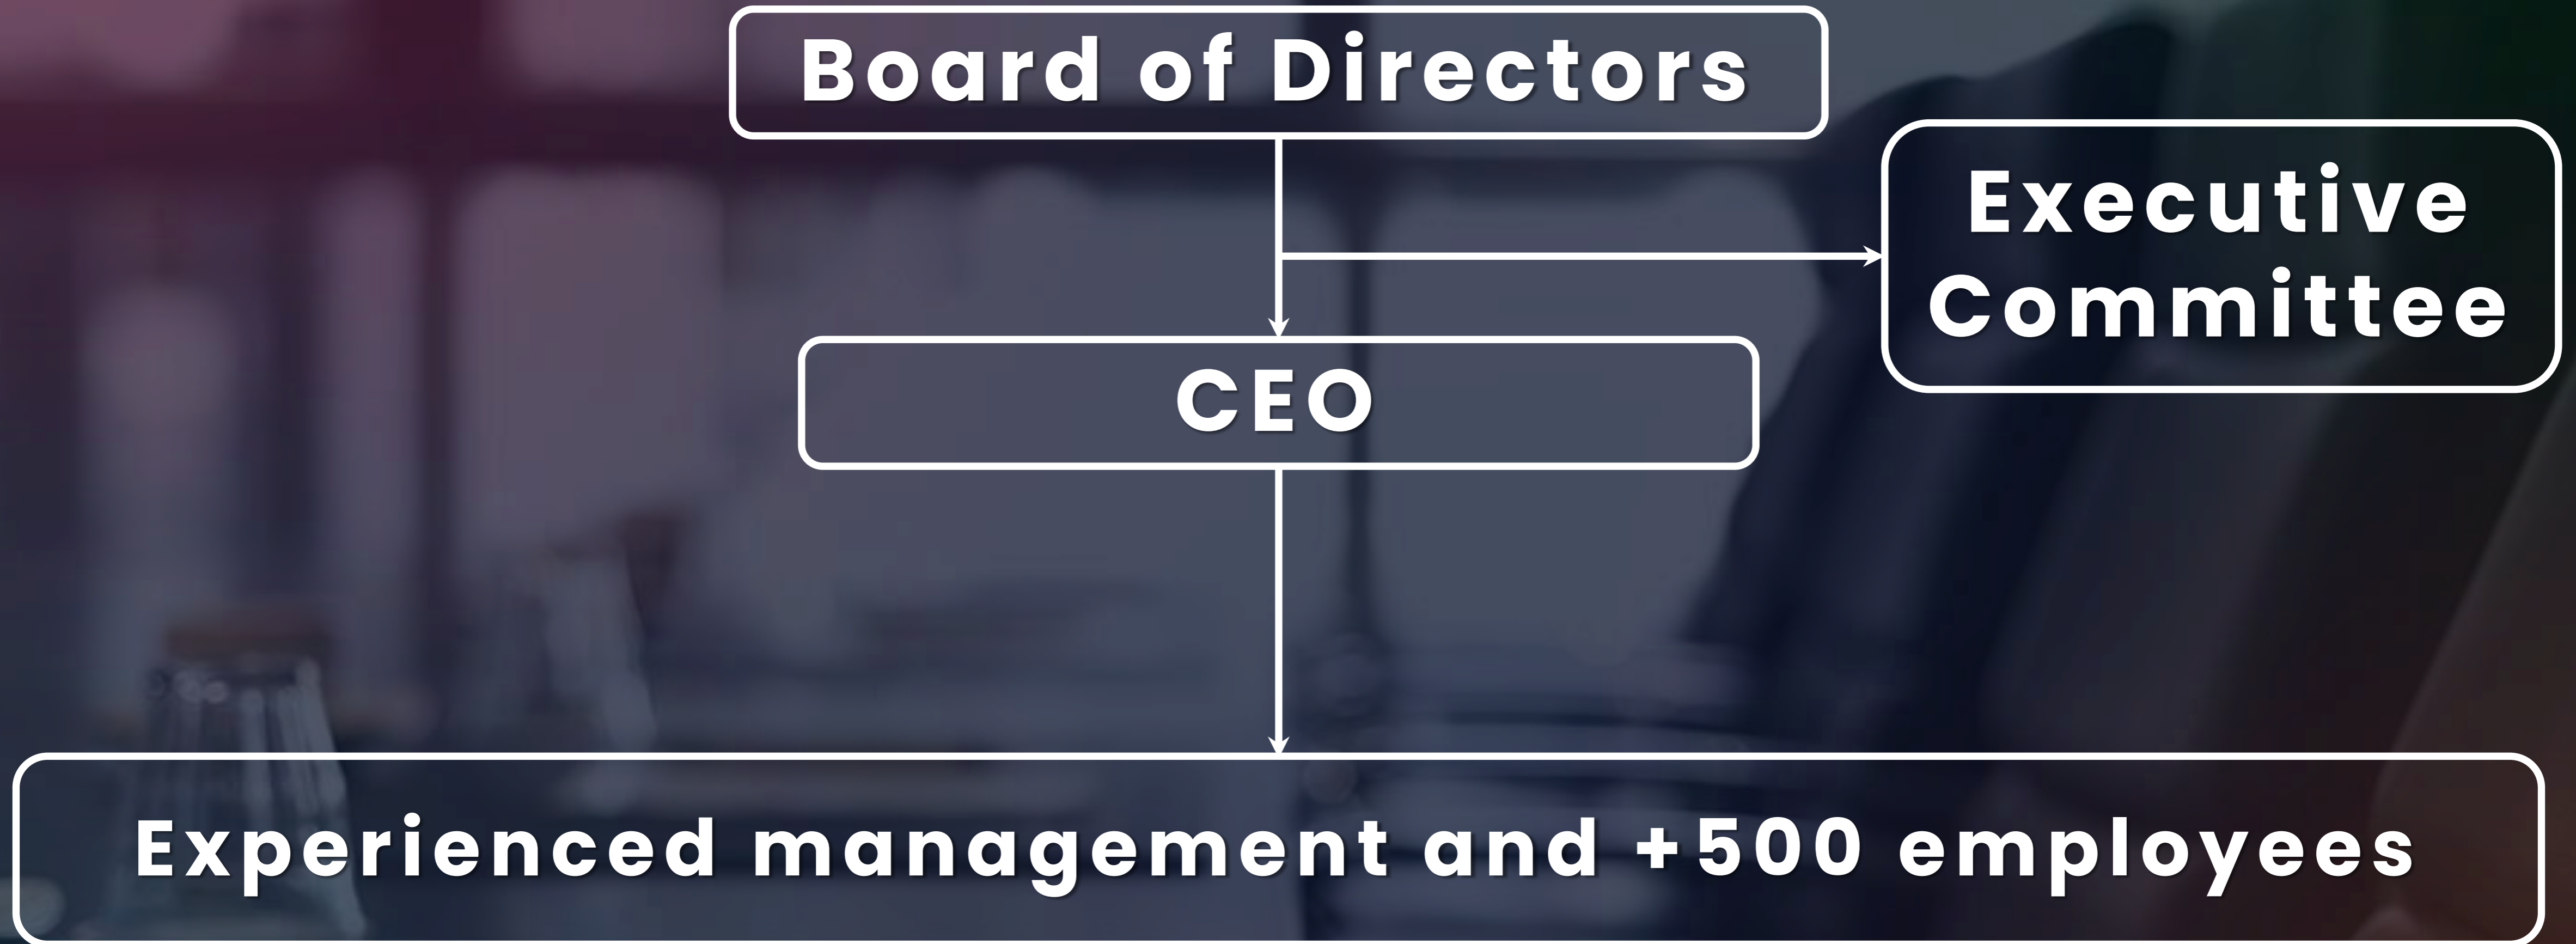 Board of Directors
Executive
Committee
CEO
Experienced management and +500 employees